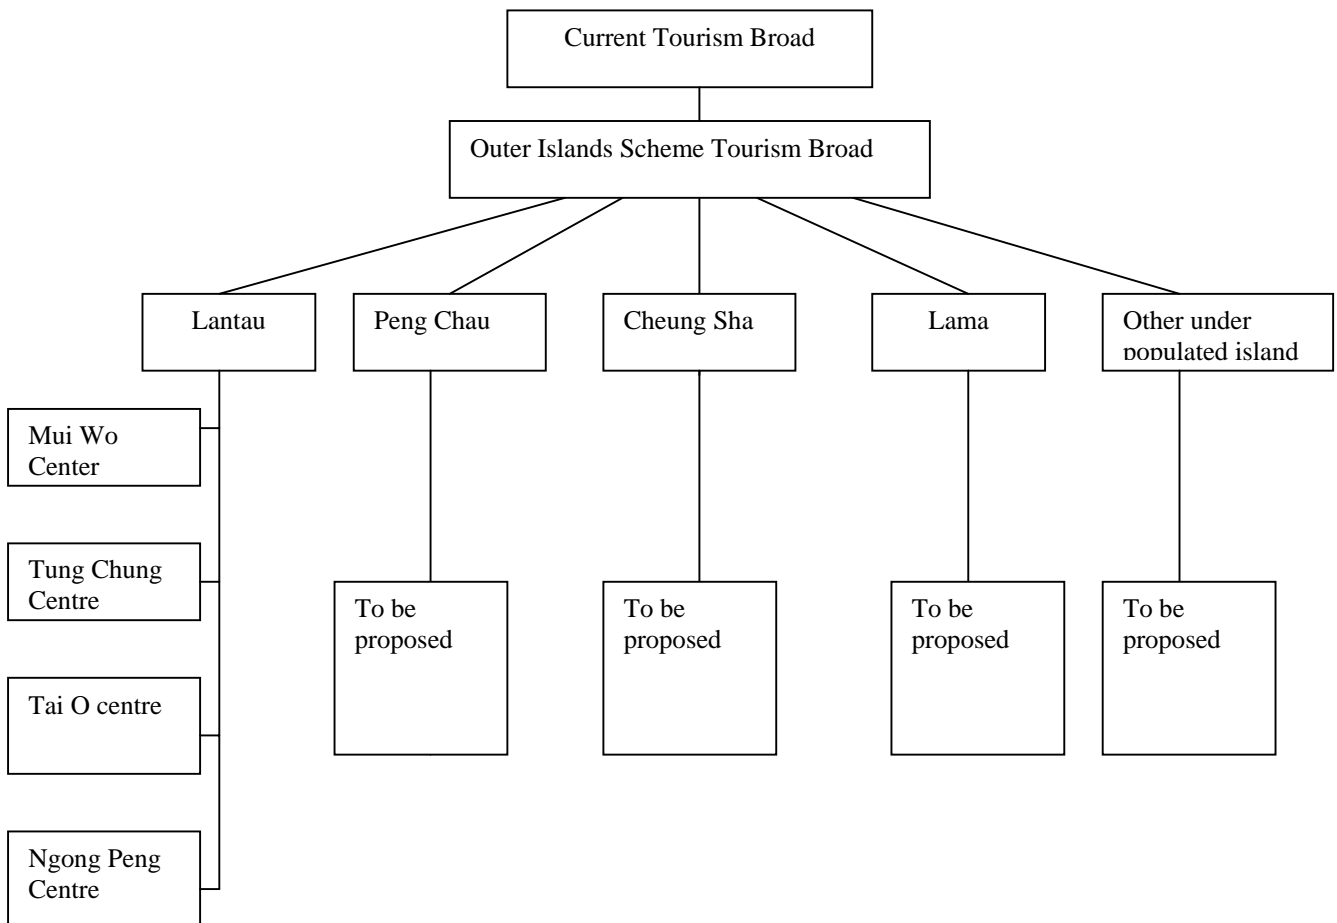 Current Tourism Broad
Outer Islands Scheme Tourism Broad
Lantau
Peng Chau
Cheung Sha
Lama
Other under
populated island
Mui Wo
Center
Tung Chung
Centre
Tai O centre
Ngong Peng
Centre
To be
proposed
To be
proposed
To be
proposed
To be
proposed